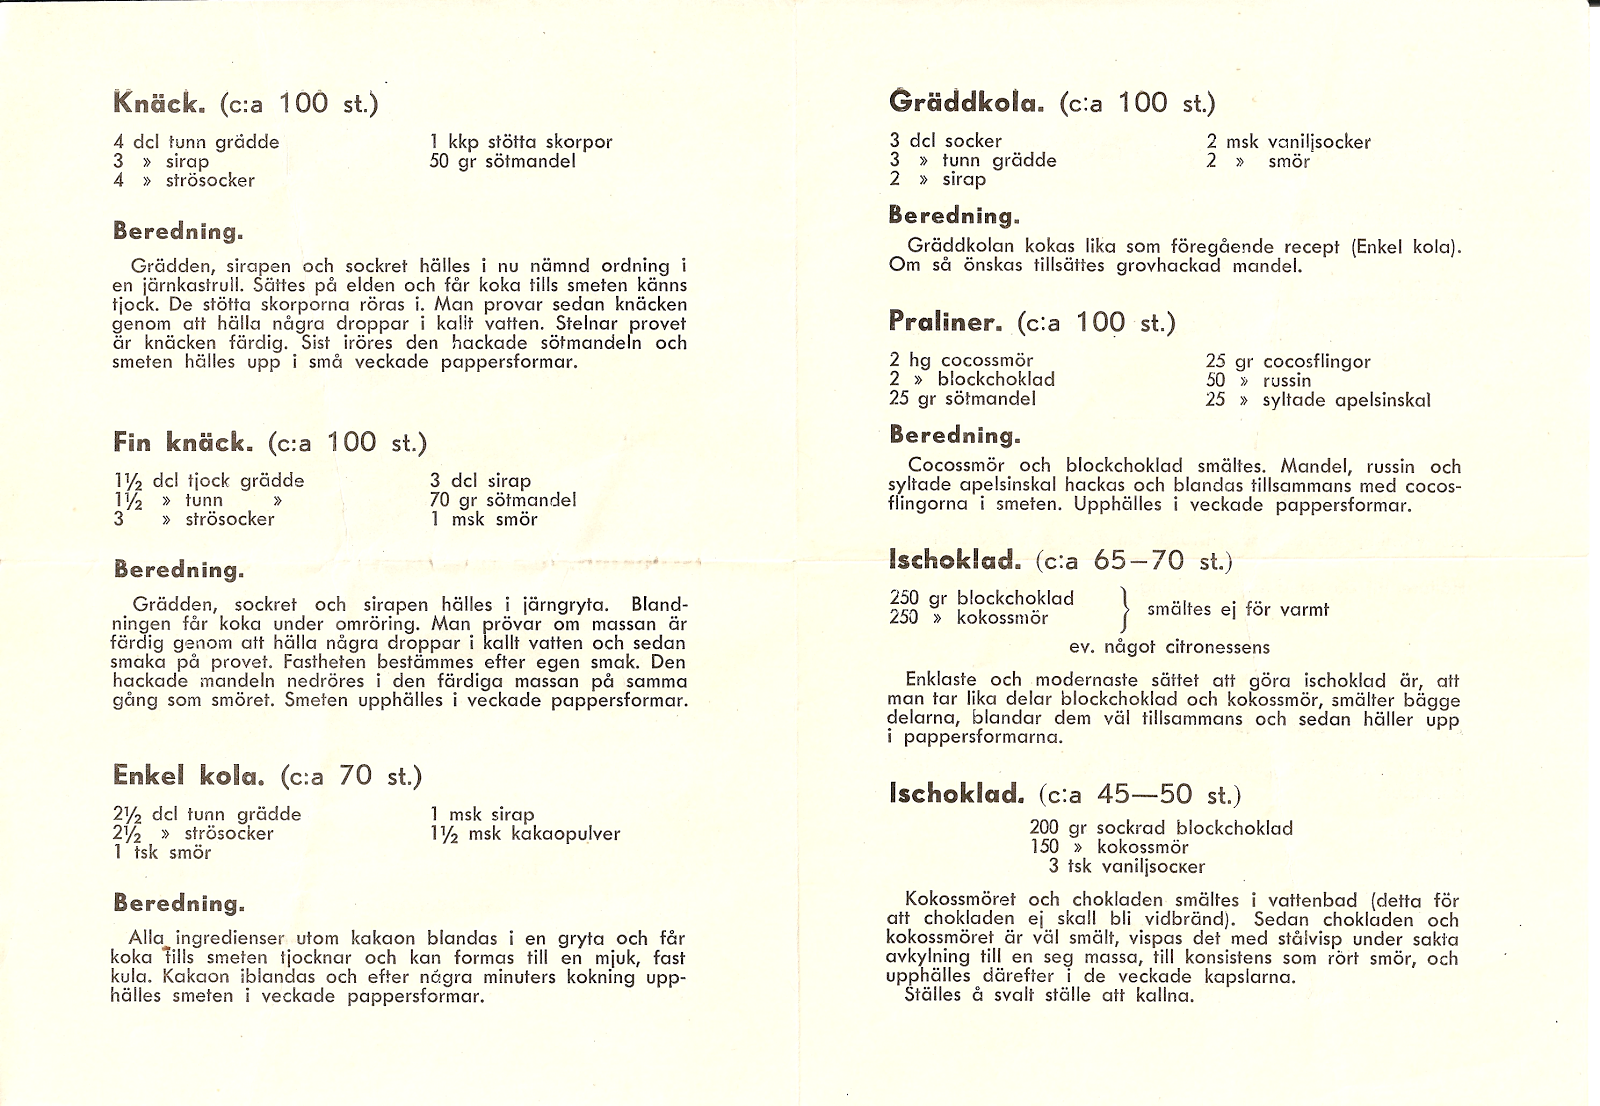 Knäck. (c:a 100 st.)
4 dcl tunn grädde 1 kkp stötta skorpor
3 » sirap 50 gr sötmandel
4 » strösocker
Beredning.
Grädden, sirapen och sockret hälles i nu nämnd ordning i
en järnkastrull. Sättes på elden och får koka tills smeten känns
tjock. De stötta skorporna röras i. Man provar sedan knäcken
genom att hälla några droppar i kallt vatten. Stelnar provet
är knäcken färdig. Sist iröres den hackade sötmandeln och
smeten hälles upp i små veckade pappersformar.
Fin knäck. (c:a 100 st.)
1½ dcl tjock grädde 3 dcl sirap
1½ » tunn » 70 gr sötmandel
3 » strösocker 1 msk smör
Beredning.
Grädden, sockret och sirapen hälles i järngryta. Bland-
ningen får koka under omröring. Man prövar om massan är
färdig genom att hälla några droppar i kallt vatten och sedan
smaka på provet. Fastheten bestämmes efter egen smak. Den
hackade mandeln nedröres i den färdiga massan på samma
gång som smöret. Smeten upphälles i veckade pappersformar.
Enkel kola. (c:a 70 st.)
2½ dcl tunn grädde 1 msk sirap
2½ » strösocker 1½ msk kakaopulver
1 tsk smör
Beredning.
Alla ingredienser utom kakaon blandas i en gryta och får
koka tills smeten tjocknar och kan formas till en mjuk, fast
kula. Kakaon iblandas och efter några minuters kokning upp-
hälles smeten i veckade pappersformar.
Gräddkola. (c:a 100 st.)
3 dcl socker 2 msk vaniljsocker
3 » tunn grädde 2 » smör
2 » sirap
Beredning.
Gräddkolan kokas lika som föregående recept (Enkel kola).
Om så önskas tillsättes grovhackad mandel.
Praliner. (c:a 100 st.)
2 hg cocossmör 25 gr cocosflingor
2 » blockchoklad 50 » russin
25 gr sötmandel 25 » syltade apelsinskal
Beredning.
Cocossmör och blockchoklad smältes. Mandel, russin och
syltade apelsinskal hackas och blandas tillsammans med cocos-
flingorna i smeten. Upphälles i veckade pappersformar.
Ischoklad. (c:a 65–70 st.)
250 gr blockchoklad } smältes ej för varmt
250 » kokossmör
ev. något citronessens
Enklaste och modernaste sättet att göra ischoklad är, att
man tar lika delar blockchoklad och kokossmör, smälter bägge
delarna, blandar dem väl tillsammans och sedan häller upp
i pappersformarna.
Ischoklad. (c:a 45—50 st.)
200 gr sockrad blockchoklad
150 » kokossmör
3 tsk vaniljsocker
Kokossmöret och chokladen smältes i vattenbad (detta för
att chokladen ej skall bli vidbränd). Sedan chokladen och
kokossmöret är väl smält, vispas det med stålvisp under sakta
avkylning till en seg massa, till konsistens som rört smör, och
upphälles därefter i de veckade kapslarna.
Ställes å svalt ställe att kallna.